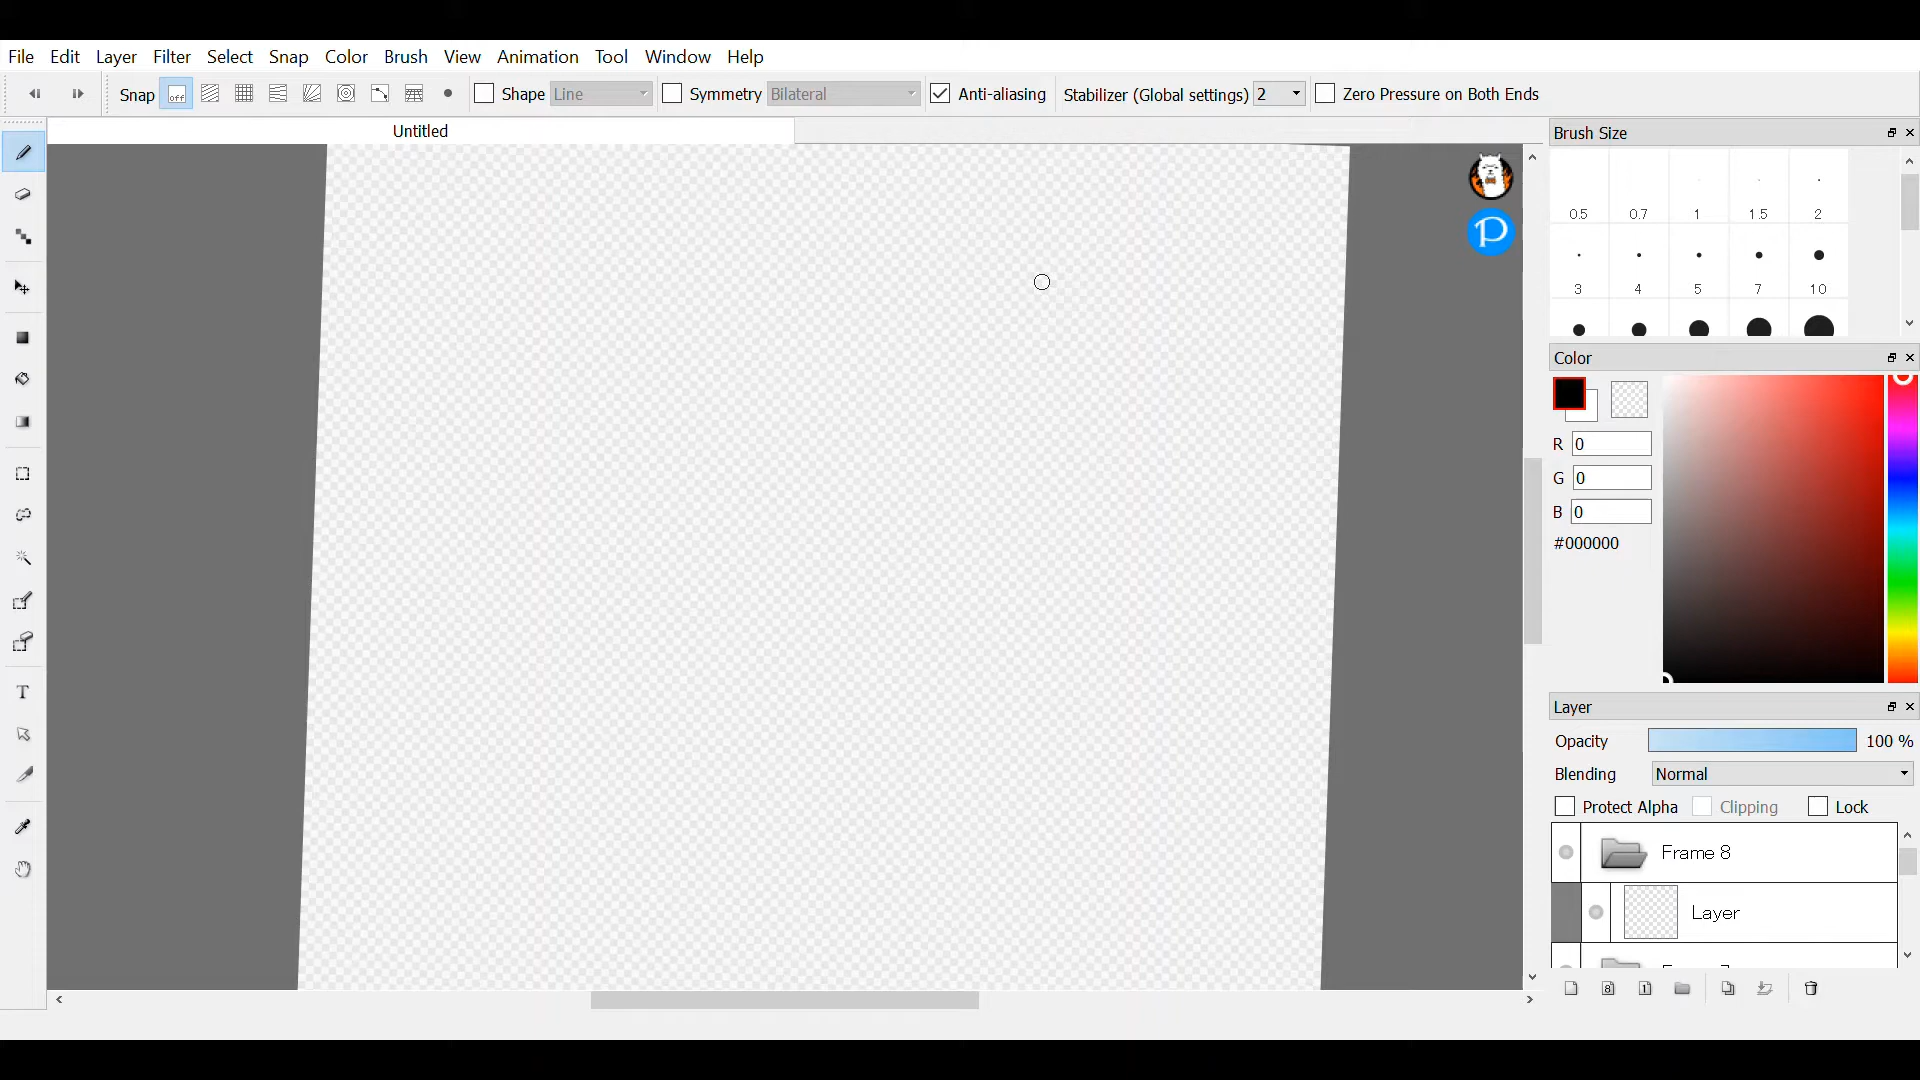 File Edit Layer Filter Select Snap Color Brush View Animation Tool Window Help
Snap off Shape Line Symmetry Bilateral Anti-aliasing Stabilizer (Global settings) 2 Zero Pressure on Both Ends
Untitled
P
Brush Size
0.5 0.7 1 1.5 2
3 4 5 7 10
Color
R 0
G 0
B 0
#000000
T
Layer
Opacity 100 %
Blending Normal
Protect Alpha Clipping Lock
Frame 8
Layer
8 1